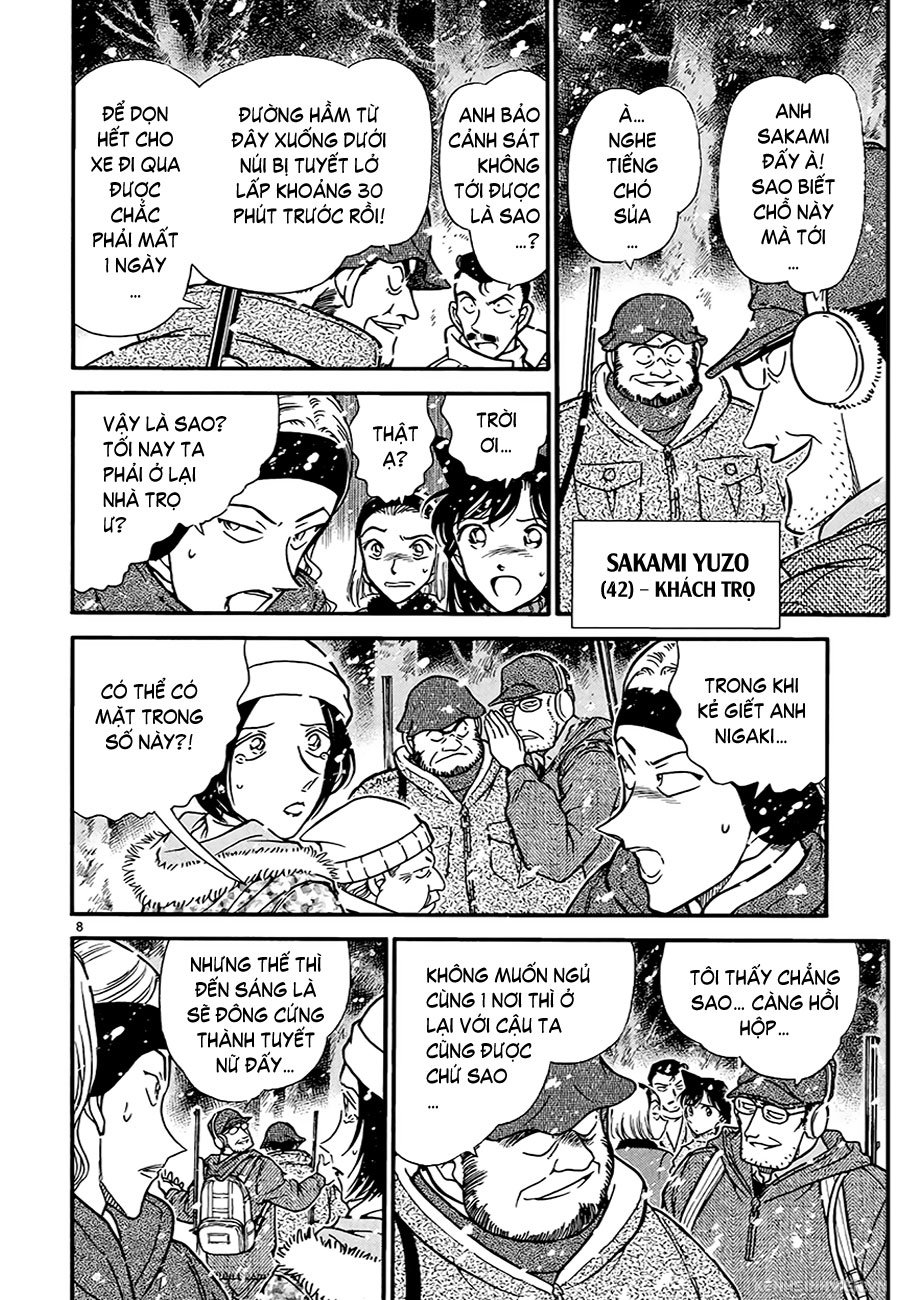 ANH
SAKAMI
ĐẤY À!
SAO BIẾT
CHỖ NÀY
MÀ TỚI
...
À...
NGHE
TIẾNG
CHÓ
SỦA
...
SAKAMI YUZO
(42) – KHÁCH TRỌ
ANH BẢO
CẢNH SÁT
KHÔNG
TỚI ĐƯỢC
LÀ SAO
...?
ĐƯỜNG HẦM TỪ
ĐÂY XUỐNG DƯỚI
NÚI BỊ TUYẾT LỞ
LẤP KHOẢNG 30
PHÚT TRƯỚC RỒI!
ĐỂ DỌN
HẾT CHO
XE ĐI QUA
ĐƯỢC
CHẮC
PHẢI MẤT
1 NGÀY
...
TRỜI
ƠI...
THẬT
Ạ?
VẬY LÀ SAO?
TỐI NAY TA
PHẢI Ở LẠI
NHÀ TRỌ
Ư?
TRONG KHI
KẺ GIẾT ANH
NIGAKI...
CÓ THỂ CÓ
MẶT TRONG
SỐ NÀY?!
8
TÔI THẤY CHẲNG
SAO... CÀNG HỒI
HỘP...
KHÔNG MUỐN NGỦ
CÙNG 1 NƠI THÌ Ở
LẠI VỚI CẬU TA
CŨNG ĐƯỢC
CHỨ SAO
...
NHƯNG THẾ THÌ
ĐẾN SÁNG LÀ
SẼ ĐÔNG CỨNG
THÀNH TUYẾT
NỮ ĐẤY...